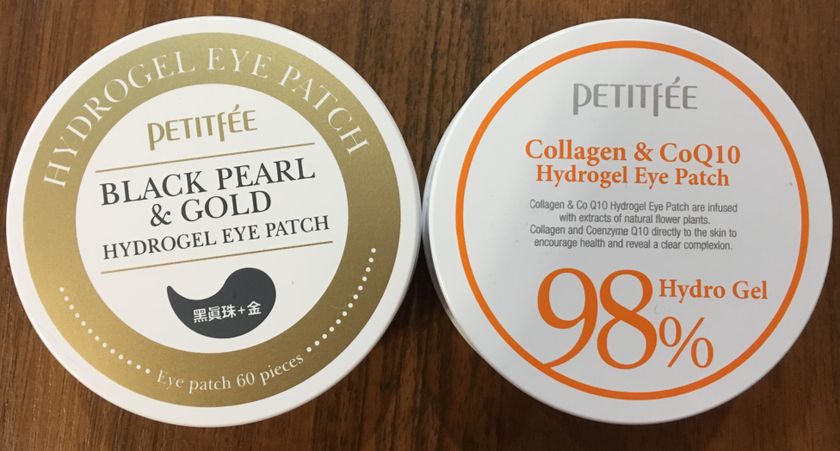 HYDROGEL EYE PATCH
PETITFÉE
BLACK PEARL
& GOLD
HYDROGEL EYE PATCH
黑眞珠+金
Eye patch 60 pieces
PETITFÉE
Collagen & CoQ10
Hydrogel Eye Patch
Collagen & Co Q10 Hydrogel Eye Patch are infused
with extracts of natural flower plants.
Collagen and Coenzyme Q10 directly to the skin to
encourage health and reveal a clear complexion.
98%
Hydro Gel